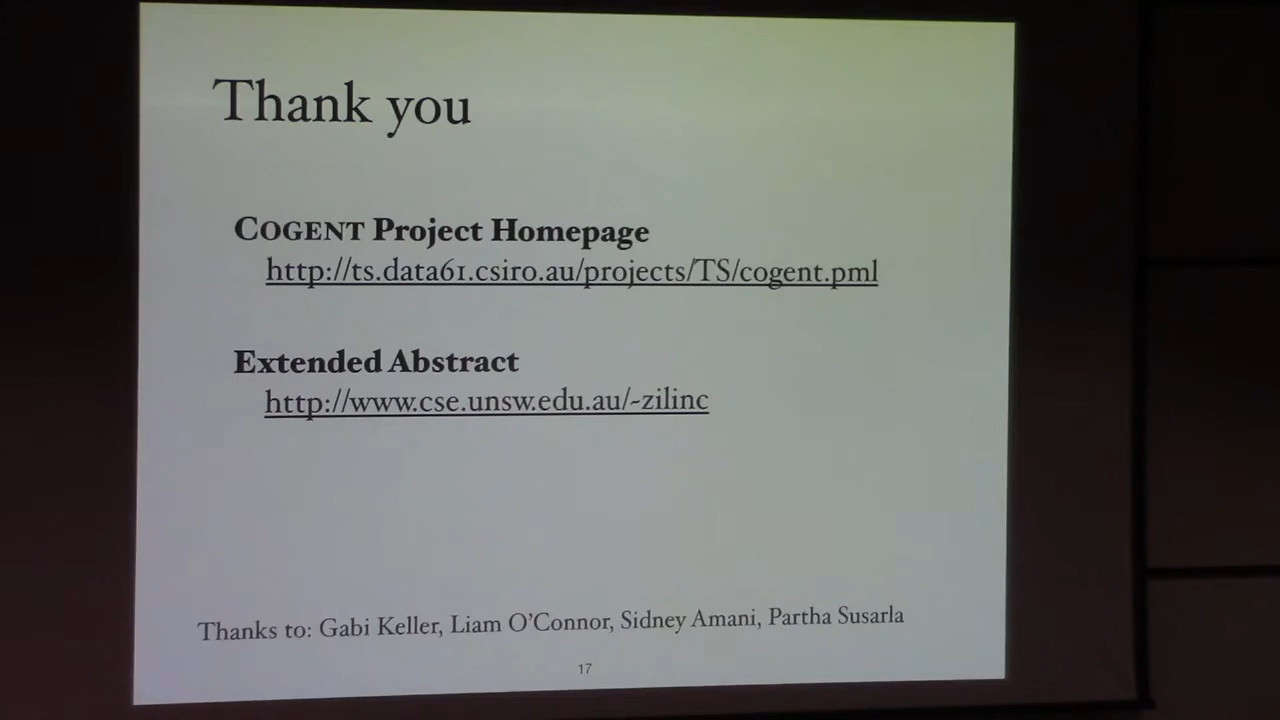 Thank you
COGENT Project Homepage
http://ts.data61.csiro.au/projects/TS/cogent.pml
Extended Abstract
http://www.cse.unsw.edu.au/~zilinc
Thanks to: Gabi Keller, Liam O’Connor, Sidney Amani, Partha Susarla
17